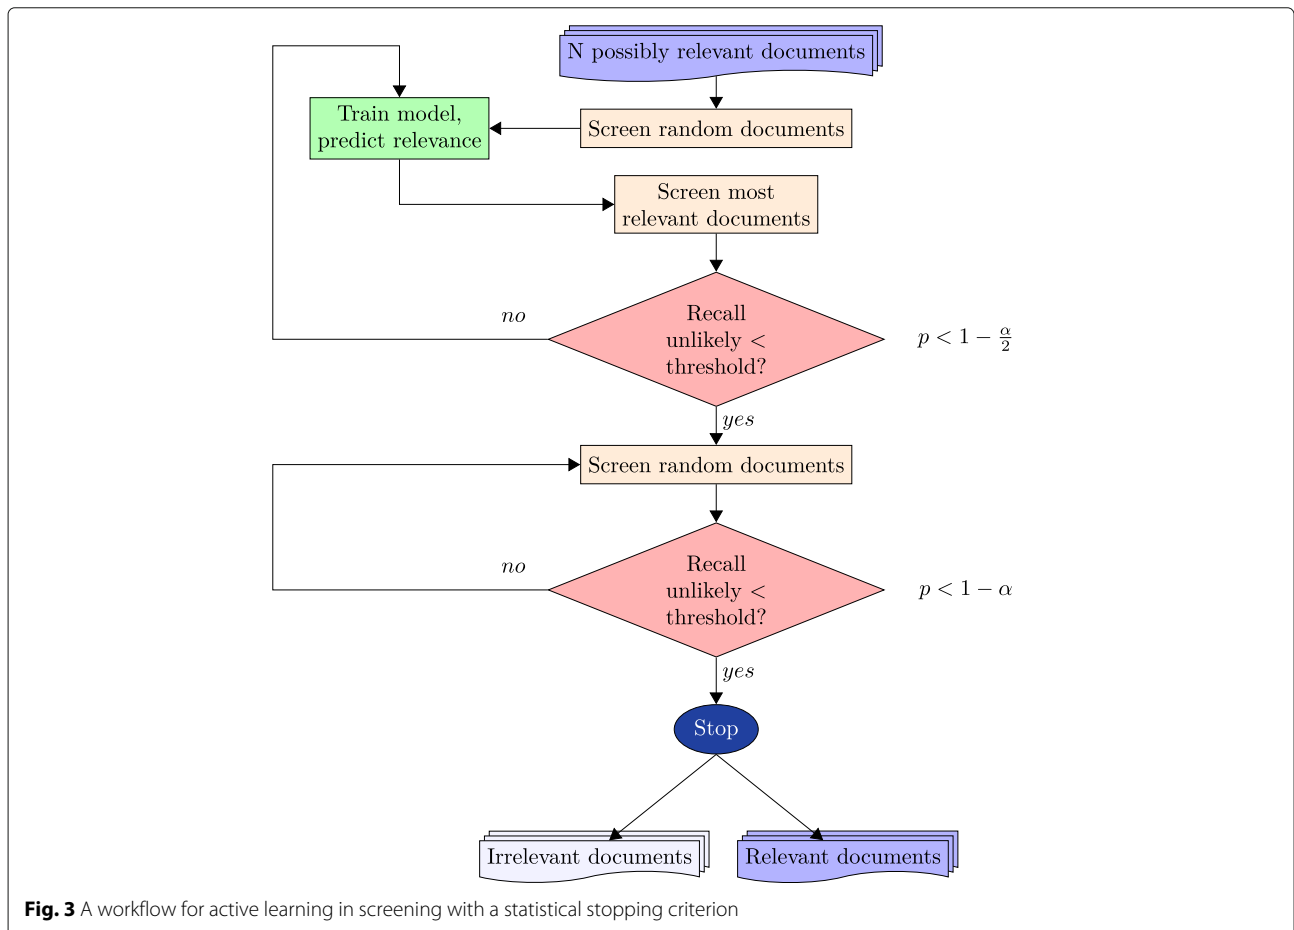 N possibly relevant documents
Train model,
predict relevance
Screen random documents
Screen most
relevant documents
Recall
unlikely <
threshold?
no
p < 1 − α/2
yes
Screen random documents
Recall
unlikely <
threshold?
no
p < 1 − α
yes
Stop
Irrelevant documents
Relevant documents
Fig. 3 A workflow for active learning in screening with a statistical stopping criterion